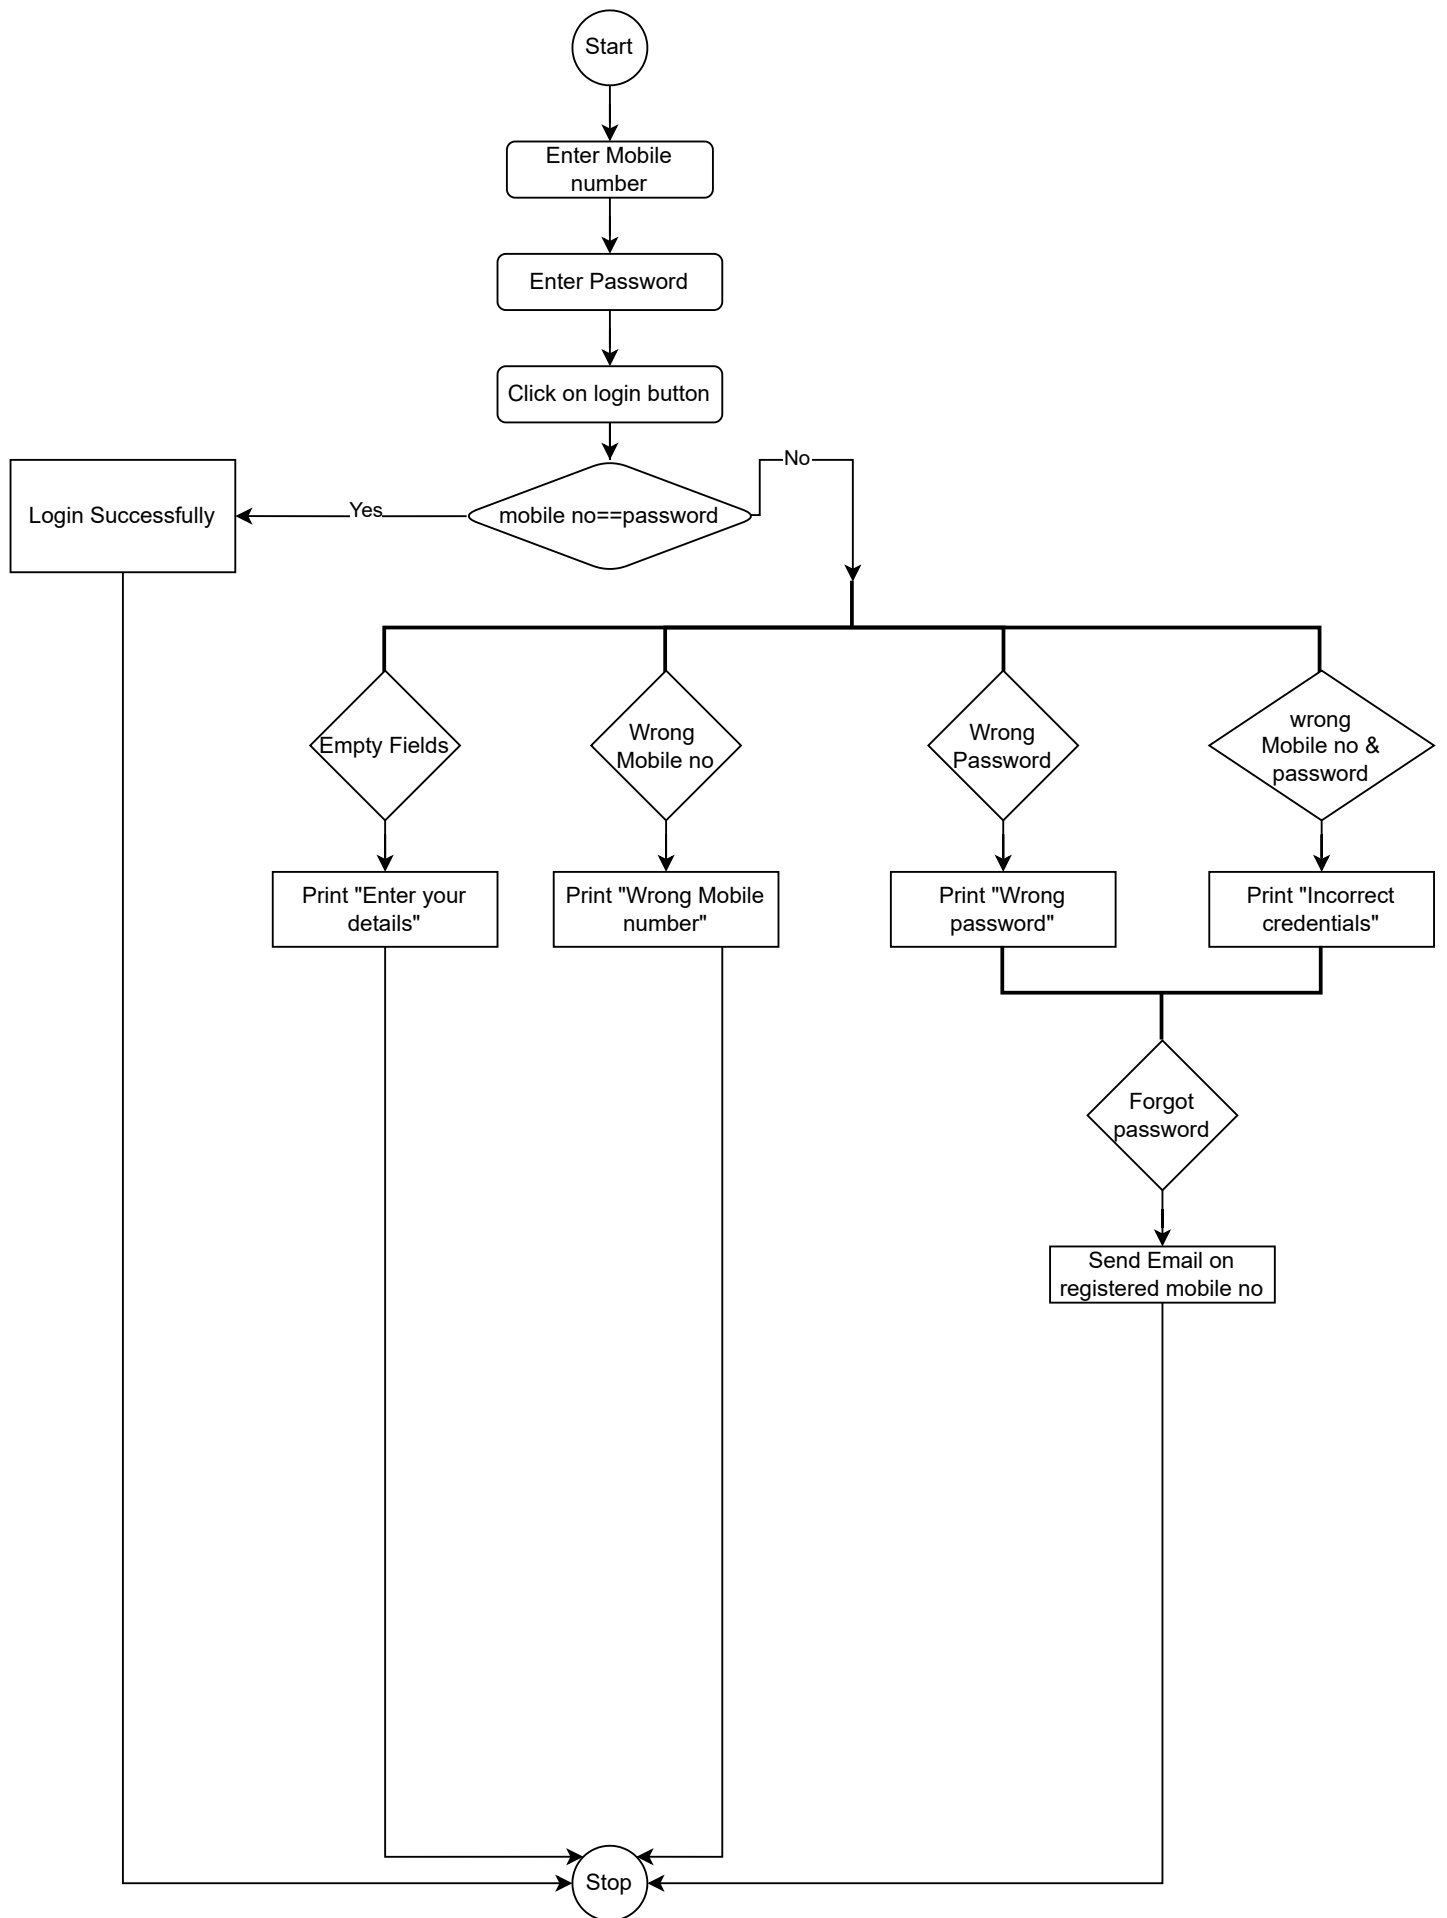 Start
Enter Mobile
number
Enter Password
Click on login button
No
Login Successfully
Yes
mobile no==password
Empty Fields
Wrong
Mobile no
Wrong
Password
wrong
Mobile no &
password
Print "Enter your
details"
Print "Wrong Mobile
number"
Print "Wrong
password"
Print "Incorrect
credentials"
Forgot
password
Send Email on
registered mobile no
Stop